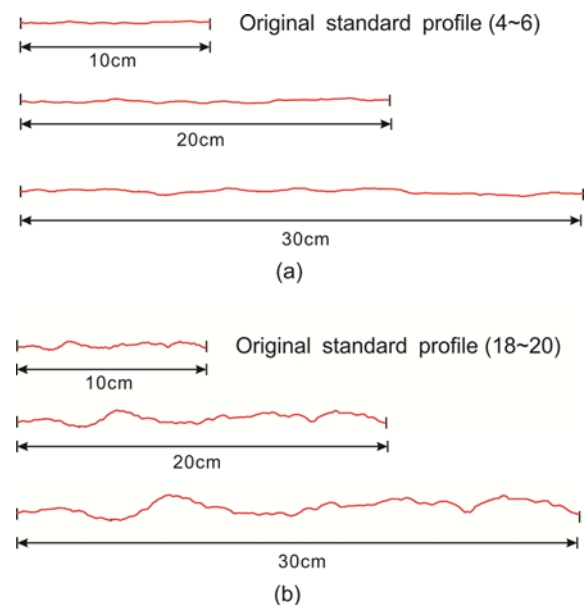 Original standard profile (4~6)
10cm
20cm
30cm
(a)
Original standard profile (18~20)
10cm
20cm
30cm
(b)